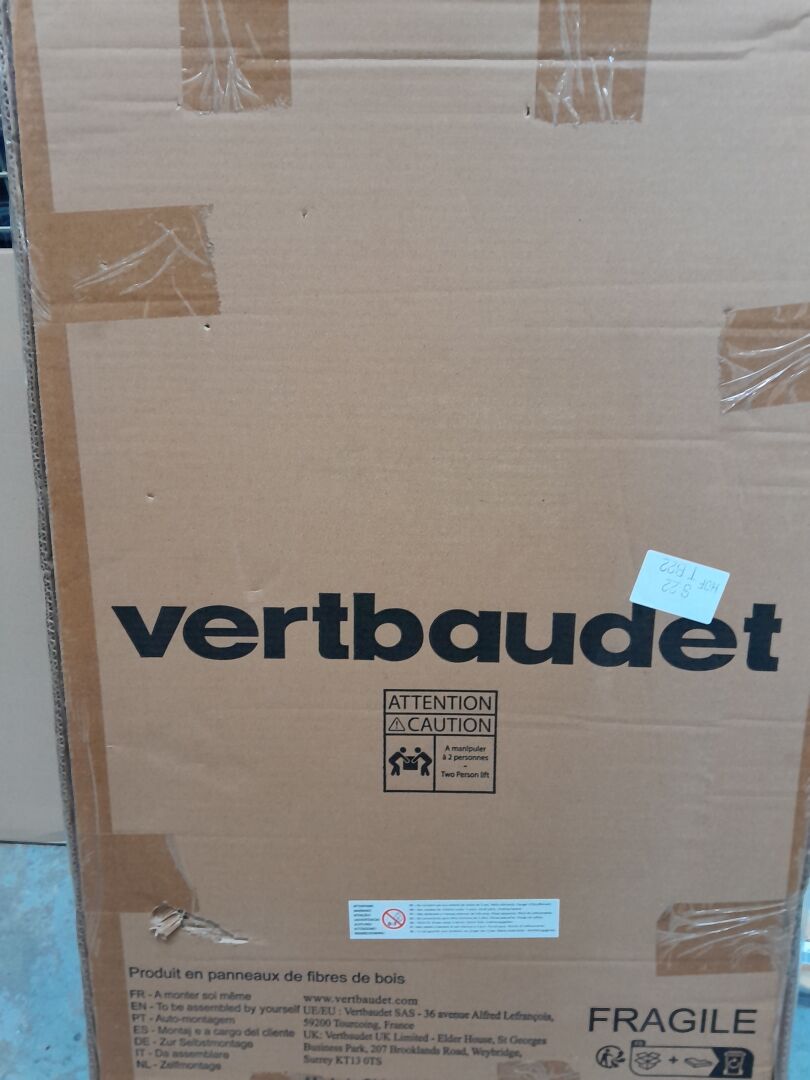 S 22
HOF T B22
vertbaudet
ATTENTION
CAUTION
A manipuler
à 2 personnes
-
Two Person lift
Produit en panneaux de fibres de bois
FR - A monter soi même
EN - To be assembled by yourself
PT - Auto-montagem
ES - Montaj e a cargo del cliente
DE - Zur Selbstmontage
IT - Da assemblare
NL - Zelfmontage
www.vertbaudet.com
UE/EU : Vertbaudet SAS - 36 avenue Alfred Lefrançois,
59200 Tourcoing, France
UK: Vertbaudet UK Limited - Elder House, St Georges
Business Park, 207 Brooklands Road, Weybridge,
Surrey KT13 0TS
FRAGILE